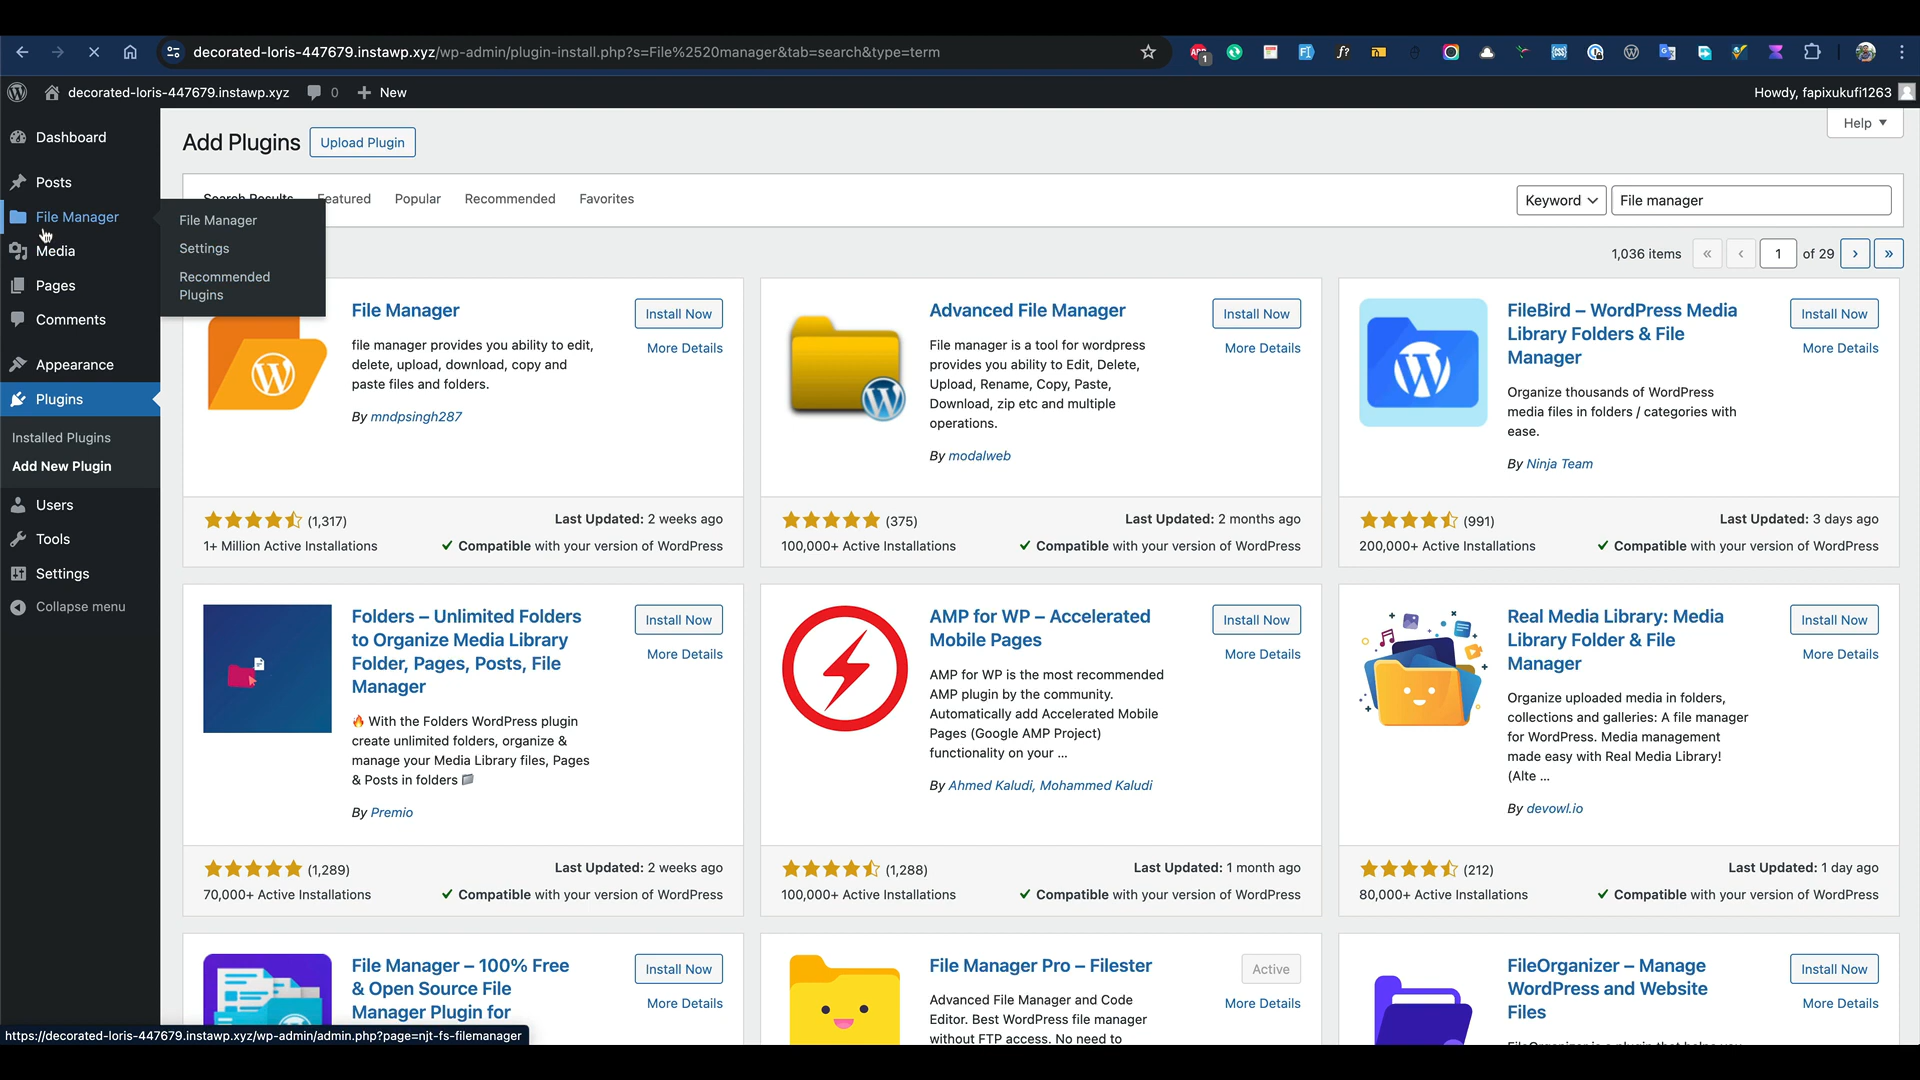 decorated-loris-447679.instawp.xyz/wp-admin/plugin-install.php?s=File%2520manager&tab=search&type=term
decorated-loris-447679.instawp.xyz 0 New Howdy, fapixukufi1263
Dashboard
Posts
File Manager
Media
Pages
Comments
Appearance
Plugins
Installed Plugins
Add New Plugin
Users
Tools
Settings
Collapse menu
File Manager
Settings
Recommended
Plugins
Add Plugins Upload Plugin Help
Search Results Featured Popular Recommended Favorites Keyword File manager
1,036 items « ‹ 1 of 29 › »
File Manager
Install Now
More Details
file manager provides you ability to edit,
delete, upload, download, copy and
paste files and folders.
By mndpsingh287
(1,317) Last Updated: 2 weeks ago
1+ Million Active Installations Compatible with your version of WordPress
Advanced File Manager
Install Now
More Details
File manager is a tool for wordpress
provides you ability to Edit, Delete,
Upload, Rename, Copy, Paste,
Download, zip etc and multiple
operations.
By modalweb
(375) Last Updated: 2 months ago
100,000+ Active Installations Compatible with your version of WordPress
FileBird – WordPress Media
Library Folders & File
Manager
Install Now
More Details
Organize thousands of WordPress
media files in folders / categories with
ease.
By Ninja Team
(991) Last Updated: 3 days ago
200,000+ Active Installations Compatible with your version of WordPress
Folders – Unlimited Folders
to Organize Media Library
Folder, Pages, Posts, File
Manager
Install Now
More Details
🔥 With the Folders WordPress plugin
create unlimited folders, organize &
manage your Media Library files, Pages
& Posts in folders
By Premio
(1,289) Last Updated: 2 weeks ago
70,000+ Active Installations Compatible with your version of WordPress
AMP for WP – Accelerated
Mobile Pages
Install Now
More Details
AMP for WP is the most recommended
AMP plugin by the community.
Automatically add Accelerated Mobile
Pages (Google AMP Project)
functionality on your ...
By Ahmed Kaludi, Mohammed Kaludi
(1,288) Last Updated: 1 month ago
100,000+ Active Installations Compatible with your version of WordPress
Real Media Library: Media
Library Folder & File
Manager
Install Now
More Details
Organize uploaded media in folders,
collections and galleries: A file manager
for WordPress. Media management
made easy with Real Media Library!
(Alte ...
By devowl.io
(212) Last Updated: 1 day ago
80,000+ Active Installations Compatible with your version of WordPress
File Manager – 100% Free
& Open Source File
Manager Plugin for
Install Now
More Details
File Manager Pro – Filester
Active
More Details
Advanced File Manager and Code
Editor. Best WordPress file manager
without FTP access. No need to
FileOrganizer – Manage
WordPress and Website
Files
Install Now
More Details
https://decorated-loris-447679.instawp.xyz/wp-admin/admin.php?page=njt-fs-filemanager